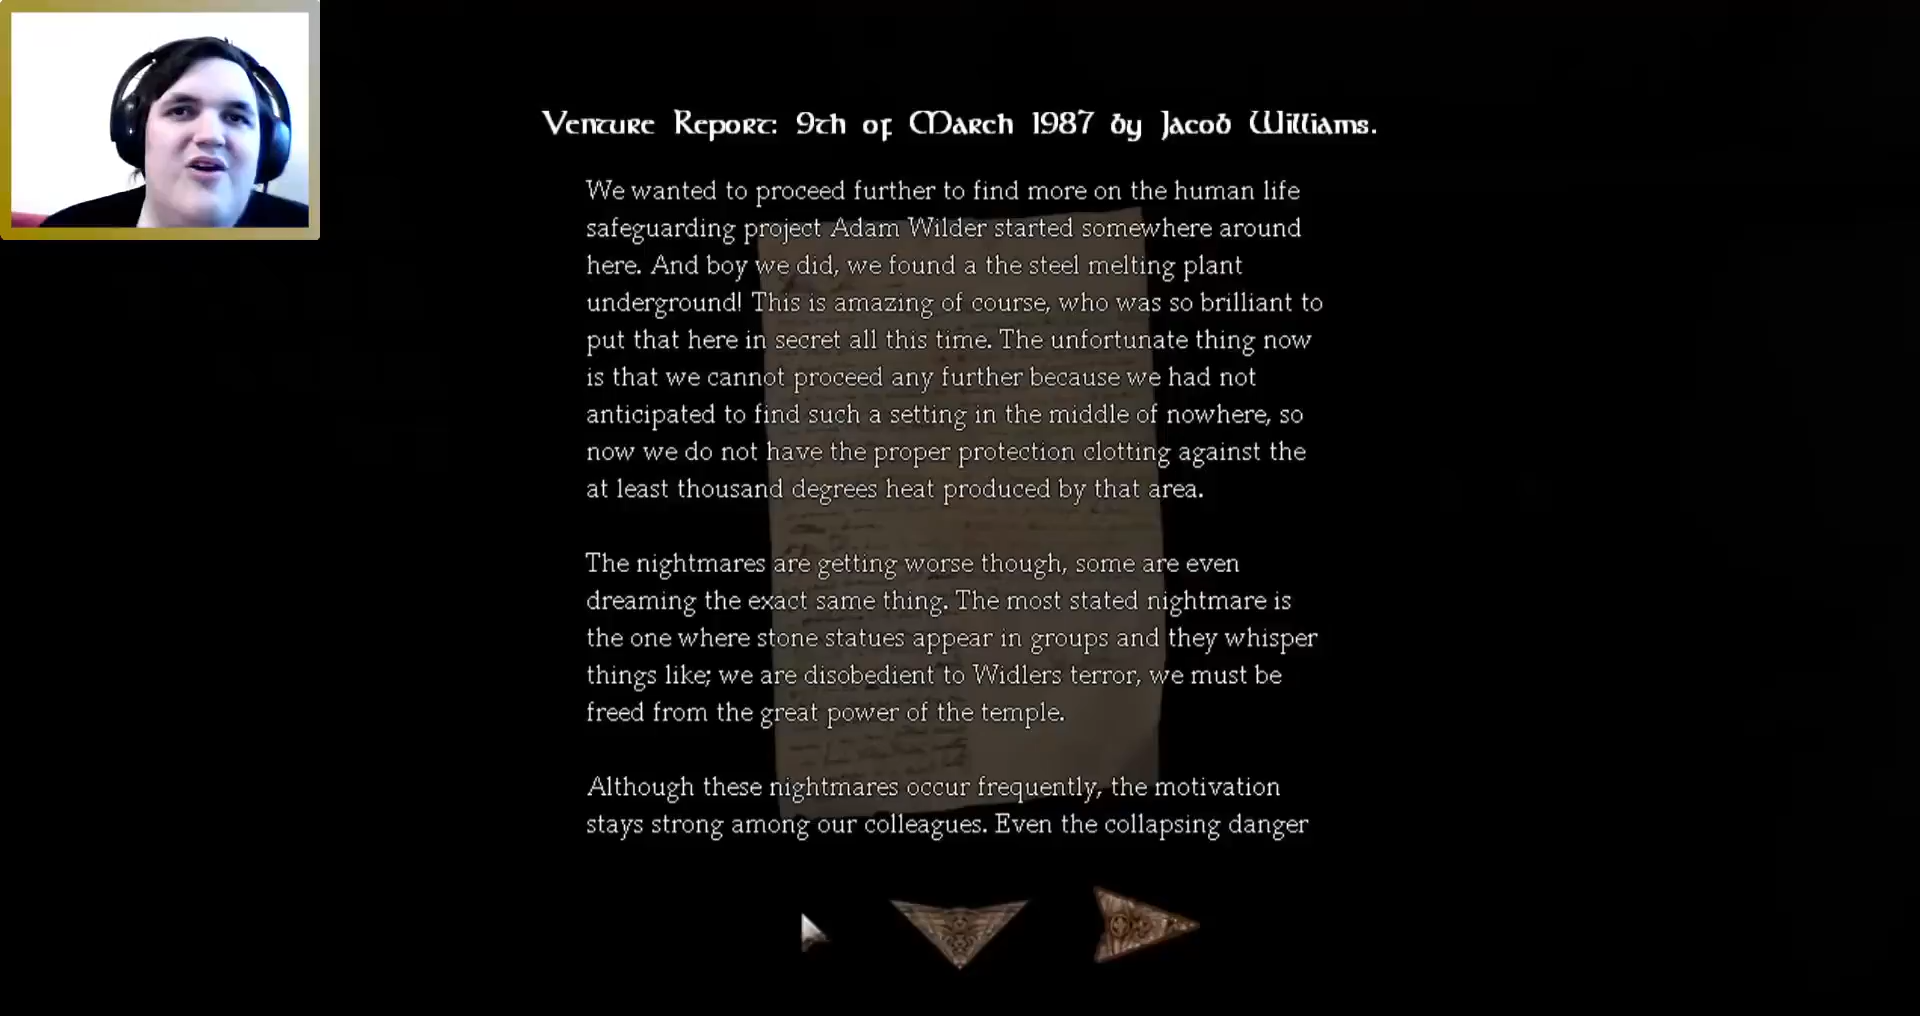 Venture Report: 9th of March 1987 by Jacob Williams.
We wanted to proceed further to find more on the human life
safeguarding project Adam Wilder started somewhere around
here. And boy we did, we found a the steel melting plant
underground! This is amazing of course, who was so brilliant to
put that here in secret all this time. The unfortunate thing now
is that we cannot proceed any further because we had not
anticipated to find such a setting in the middle of nowhere, so
now we do not have the proper protection clotting against the
at least thousand degrees heat produced by that area.
The nightmares are getting worse though, some are even
dreaming the exact same thing. The most stated nightmare is
the one where stone statues appear in groups and they whisper
things like; we are disobedient to Widlers terror, we must be
freed from the great power of the temple.
Although these nightmares occur frequently, the motivation
stays strong among our colleagues. Even the collapsing danger